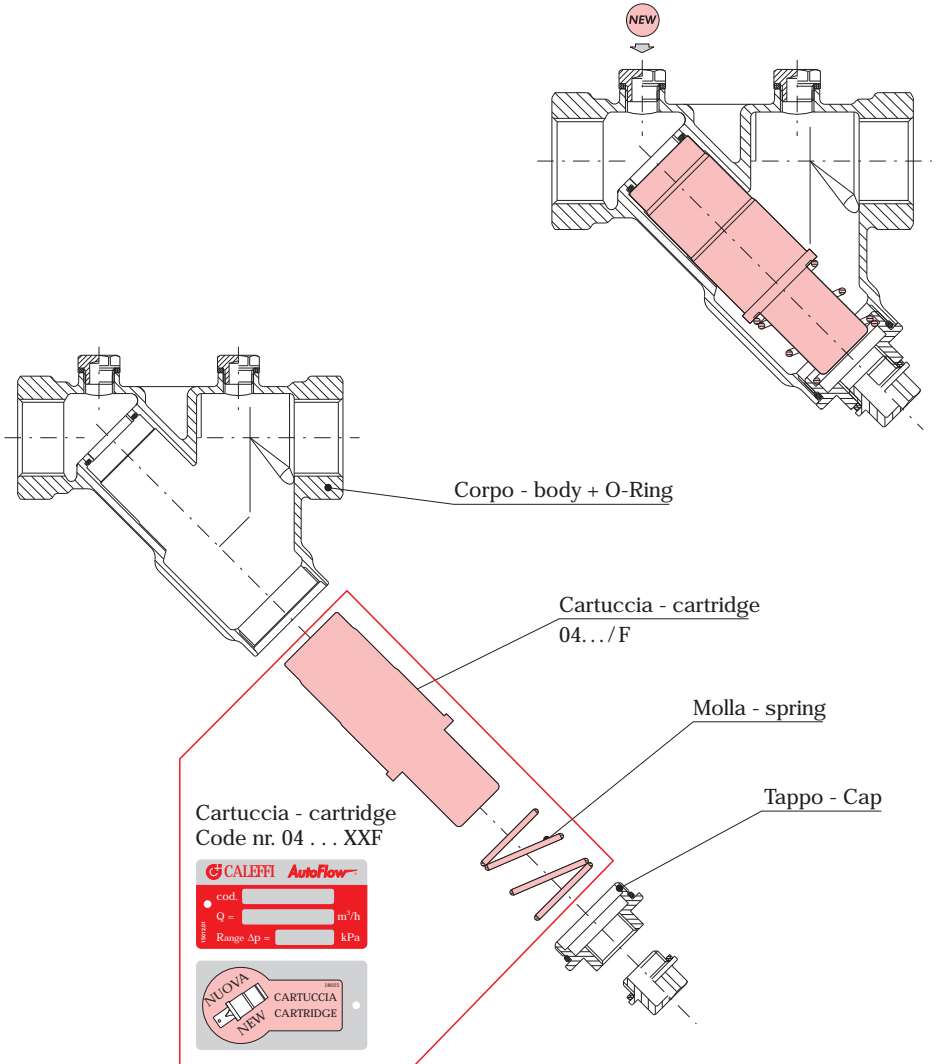 NEW
Corpo - body + O-Ring
Cartuccia - cartridge
04.../F
Molla - spring
Tappo - Cap
Cartuccia - cartridge
Code nr. 04 . . . XXF
CALEFFI AutoFlow
cod.
Q = m³/h
Range Δp = kPa
NUOVA
NEW
18025
CARTUCCIA
CARTRIDGE